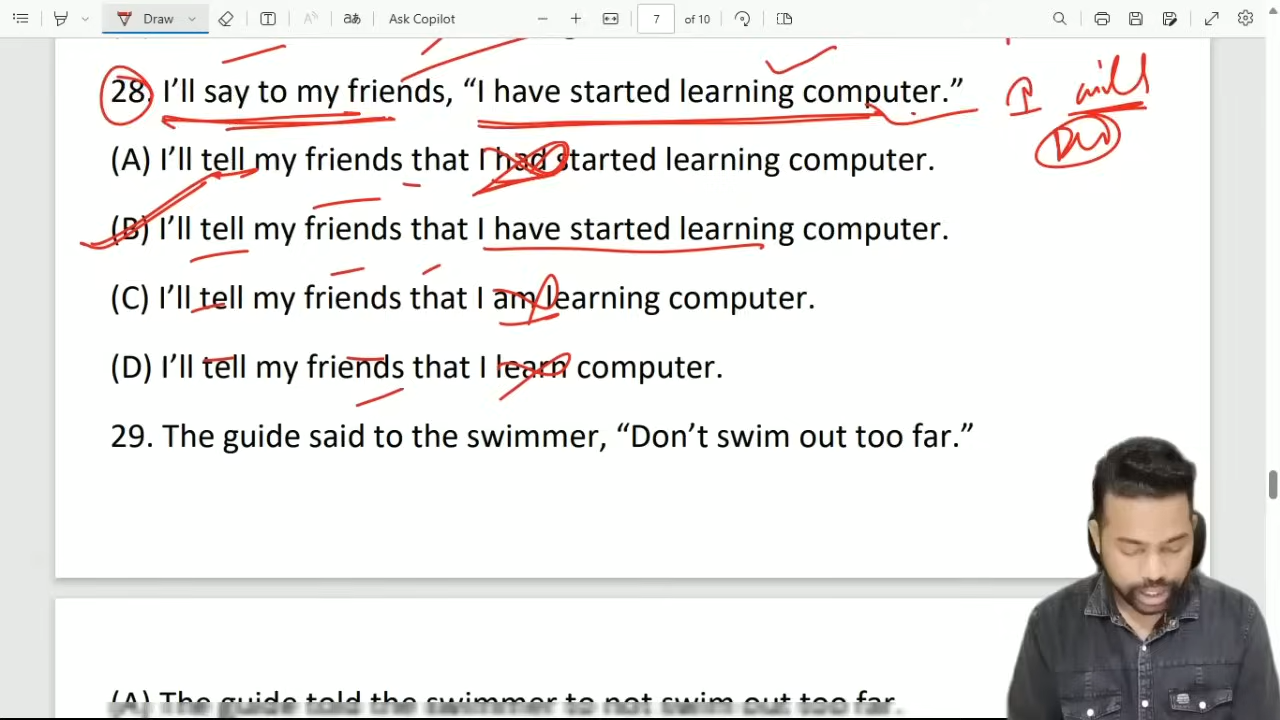 Draw
Ask Copilot
7 of 10
28. I'll say to my friends, "I have started learning computer." I will
(A) I'll tell my friends that I had started learning computer.
(B) I'll tell my friends that I have started learning computer.
(C) I'll tell my friends that I am learning computer.
(D) I'll tell my friends that I learn computer.
29. The guide said to the swimmer, "Don't swim out too far."
(A) The guide told the swimmer to not swim out too far.